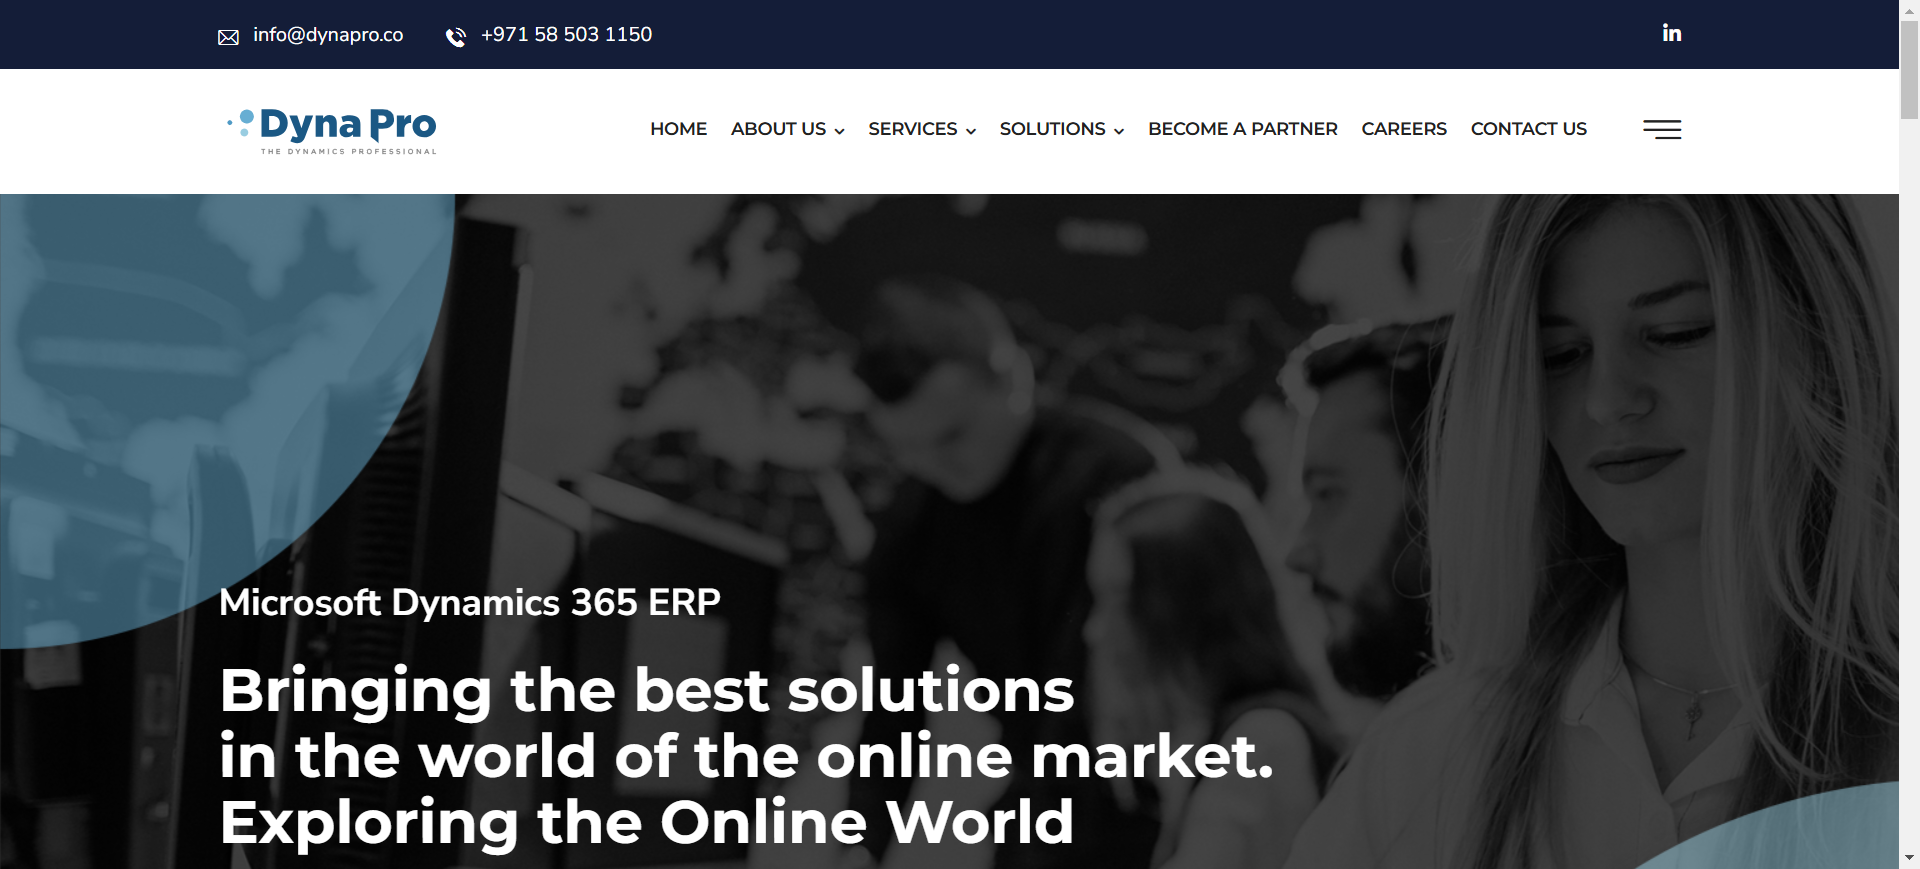 info@dynapro.co
+971 58 503 1150
in
Dyna Pro
THE DYNAMICS PROFESSIONAL
HOME ABOUT US SERVICES SOLUTIONS BECOME A PARTNER CAREERS CONTACT US
Microsoft Dynamics 365 ERP
Bringing the best solutions
in the world of the online market.
Exploring the Online World